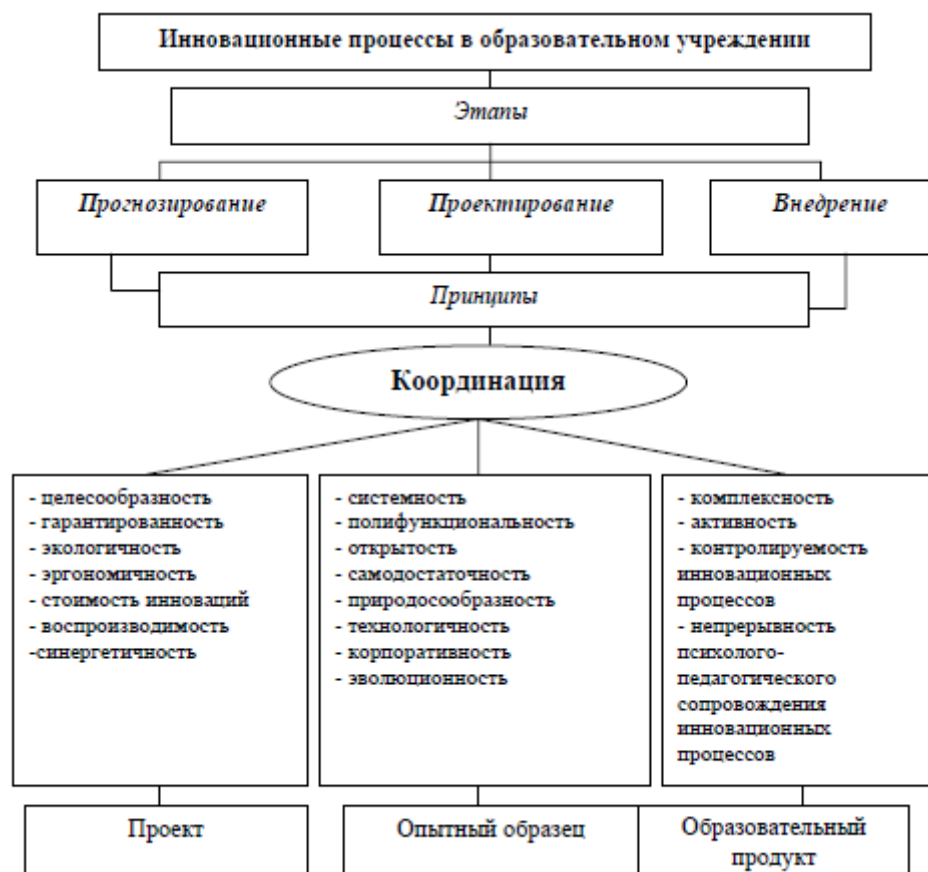 Инновационные процессы в образовательном учреждении
Этапы
Прогнозирование
Проектирование
Внедрение
Принципы
Координация
- целесообразность
- гарантированность
- экологичность
- эргономичность
- стоимость инноваций
- воспроизводимость
-синергетичность
- системность
- полифункциональность
- открытость
- самодостаточность
- природосообразность
- технологичность
- корпоративность
- эволюционность
- комплексность
- активность
- контролируемость
инновационных
процессов
- непрерывность
психолого-
педагогического
сопровождения
инновационных
процессов
Проект
Опытный образец
Образовательный
продукт